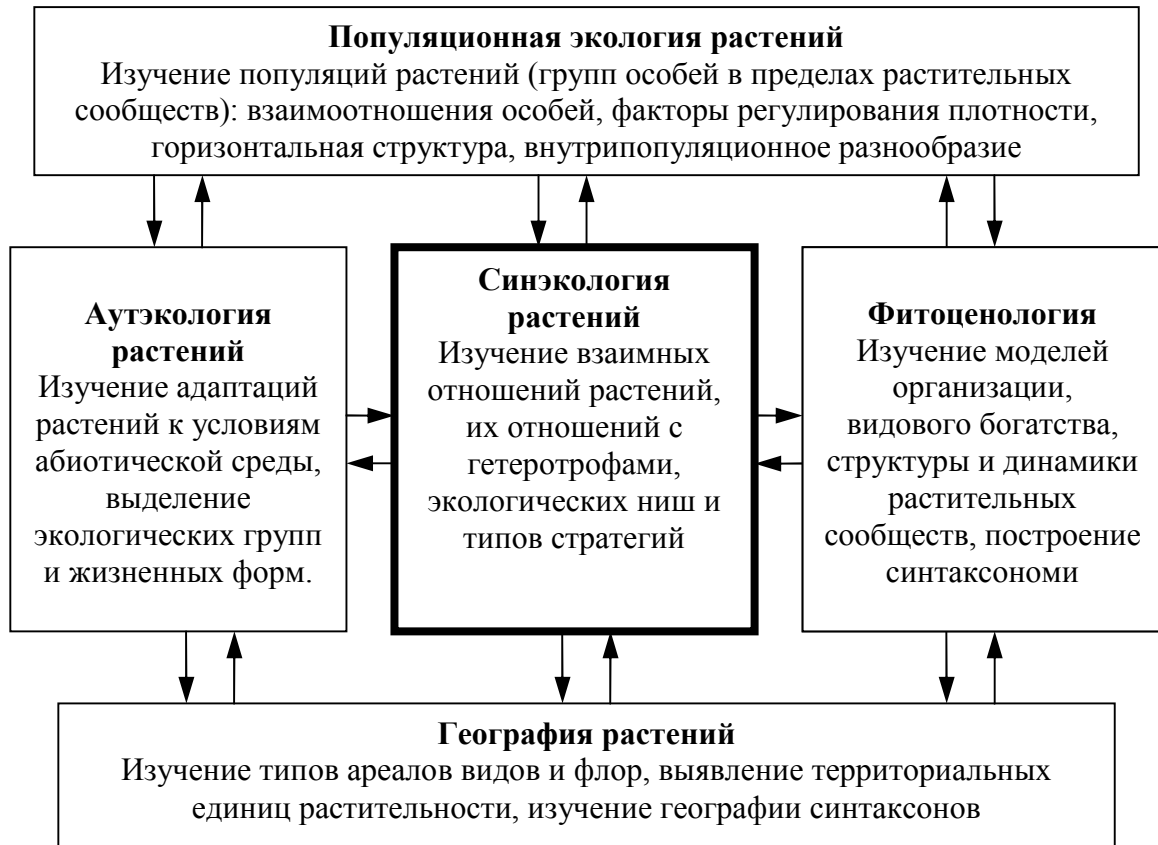 Популяционная экология растений
Изучение популяций растений (групп особей в пределах растительных
сообществ): взаимоотношения особей, факторы регулирования плотности,
горизонтальная структура, внутрипопуляционное разнообразие
Аутэкология
растений
Изучение адаптаций
растений к условиям
абиотической среды,
выделение
экологических групп
и жизненных форм.
Синэкология
растений
Изучение взаимных
отношений растений,
их отношений с
гетеротрофами,
экологических ниш и
типов стратегий
Фитоценология
Изучение моделей
организации,
видового богатства,
структуры и динамики
растительных
сообществ, построение
синтаксономи
География растений
Изучение типов ареалов видов и флор, выявление территориальных
единиц растительности, изучение географии синтаксонов